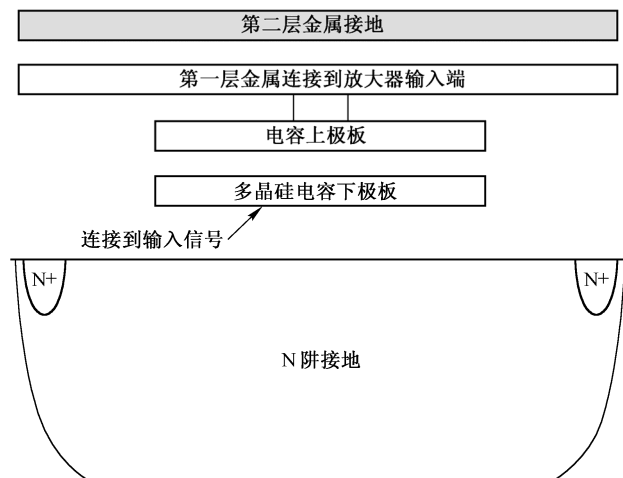 第二层金属接地
第一层金属连接到放大器输入端
电容上极板
多晶硅电容下极板
连接到输入信号
N+
N+
N 阱接地